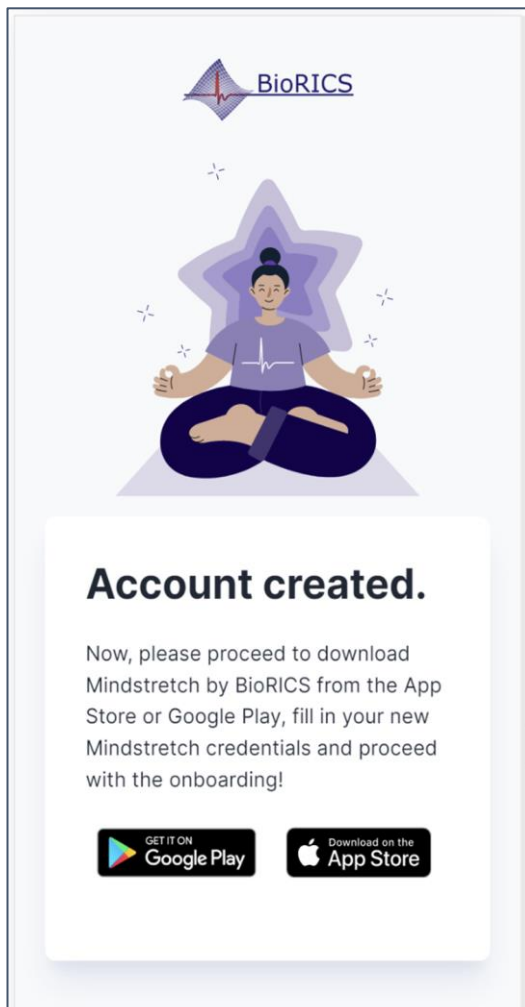 BioRICS
Account created.
Now, please proceed to download
Mindstretch by BioRICS from the App
Store or Google Play, fill in your new
Mindstretch credentials and proceed
with the onboarding!
GET IT ON
Google Play
Download on the
App Store